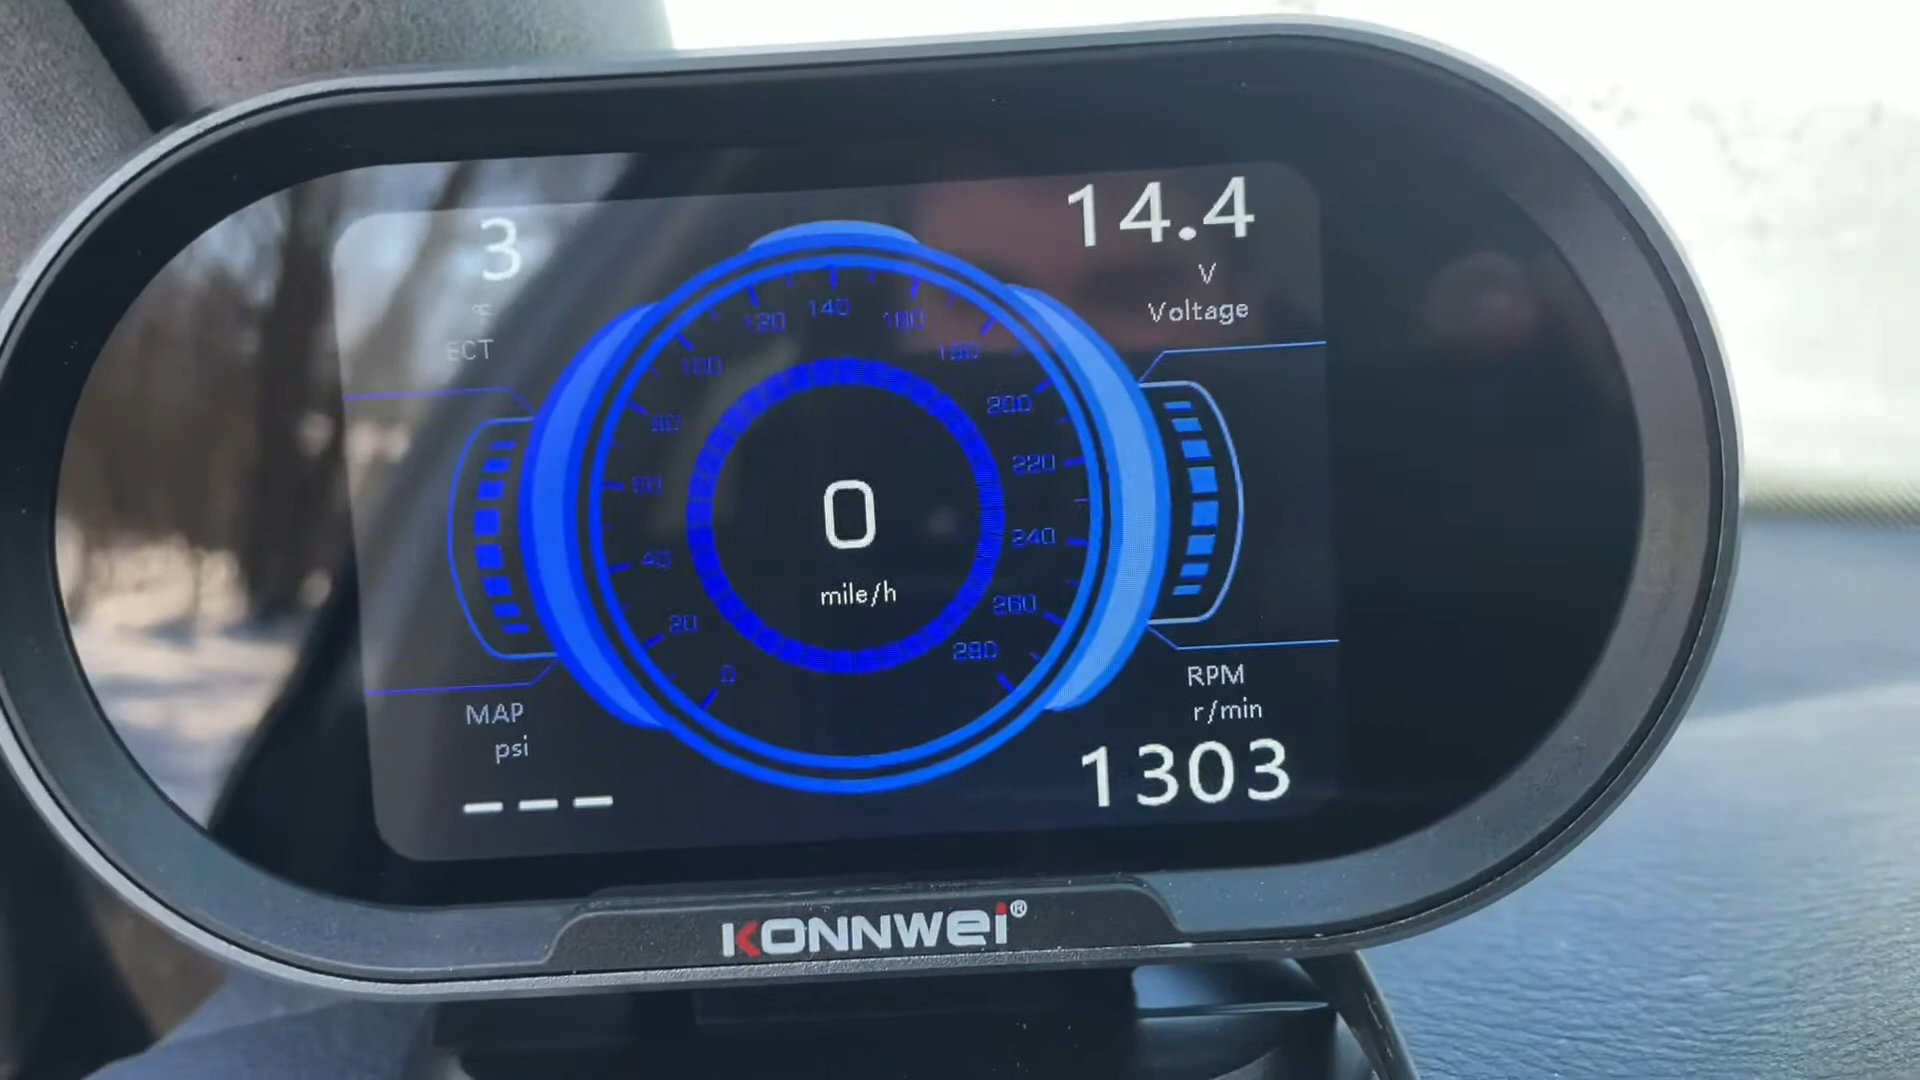 3
℃
ECT
14.4
V
Voltage
0
20
40
60
80
100
120
140
160
180
200
220
240
260
280
0
mile/h
MAP
psi
---
RPM
r/min
1303
KONNWEI®